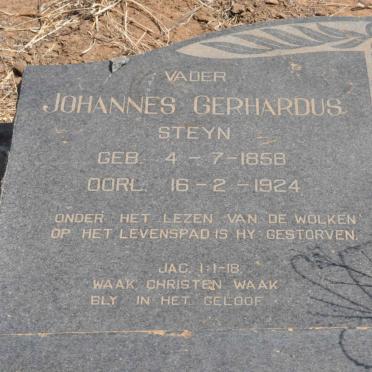 VADER
JOHANNES GERHARDUS
STEYN
GEB. 4-7-1858
OORL. 16-2-1924
ONDER HET LEZEN VAN DE WOLKEN
OP HET LEVENSPAD IS HY GESTORVEN.
JAC. 1:1-18.
WAAK, CHRISTEN, WAAK
BLY IN HET GELOOF